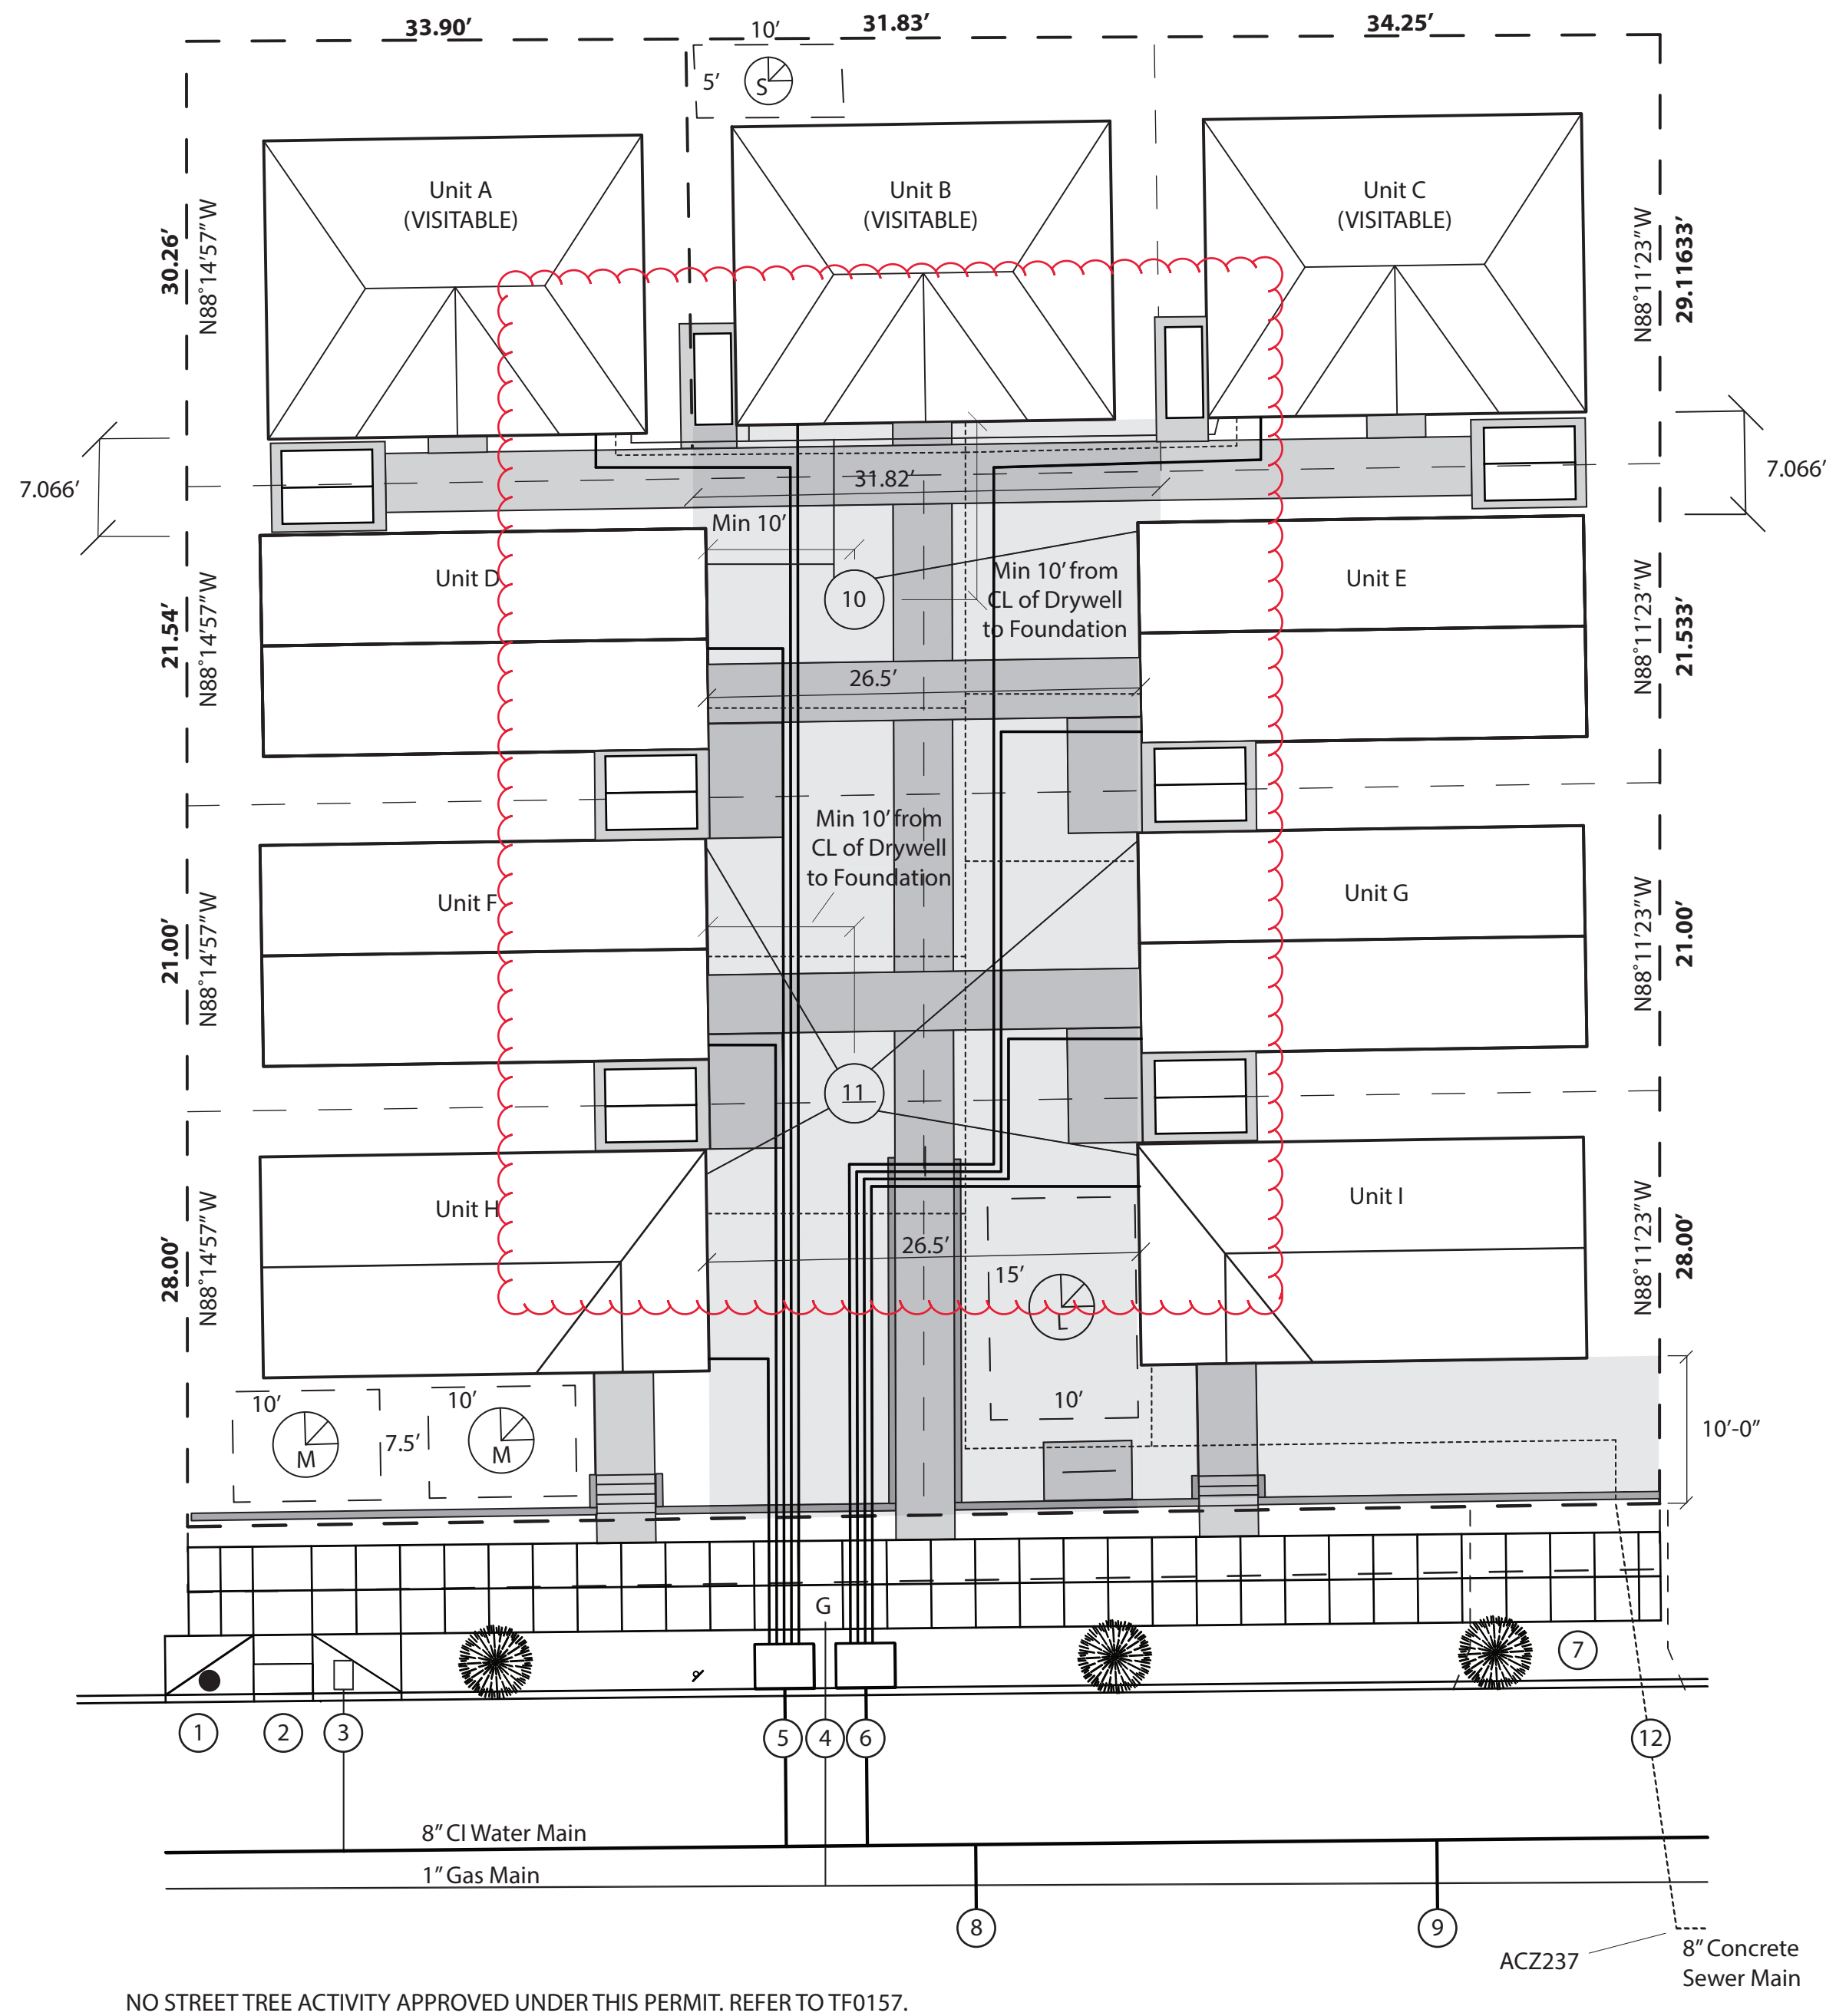 33.90’
10’
31.83’
34.25’
5’
S
Unit A
(VISITABLE)
Unit B
(VISITABLE)
Unit C
(VISITABLE)
30.26’
N88°14’57”W
N88°11’23”W
29.11633’
7.066’
7.066’
31.82’
Min 10’
Unit D
10
Min 10’ from
CL of Drywell
to Foundation
Unit E
21.54’
N88°14’57”W
N88°11’23”W
21.533’
26.5’
Min 10’ from
CL of Drywell
to Foundation
Unit F
Unit G
21.00’
N88°14’57”W
N88°11’23”W
21.00’
11
Unit H
Unit I
28.00’
N88°14’57”W
N88°11’23”W
28.00’
26.5’
15’
L
10’
10’
M
7.5’
10’
M
10’-0”
G
7
1
2
3
5
4
6
12
8” CI Water Main
1” Gas Main
8
9
ACZ237
8” Concrete
Sewer Main
NO STREET TREE ACTIVITY APPROVED UNDER THIS PERMIT. REFER TO TF0157.